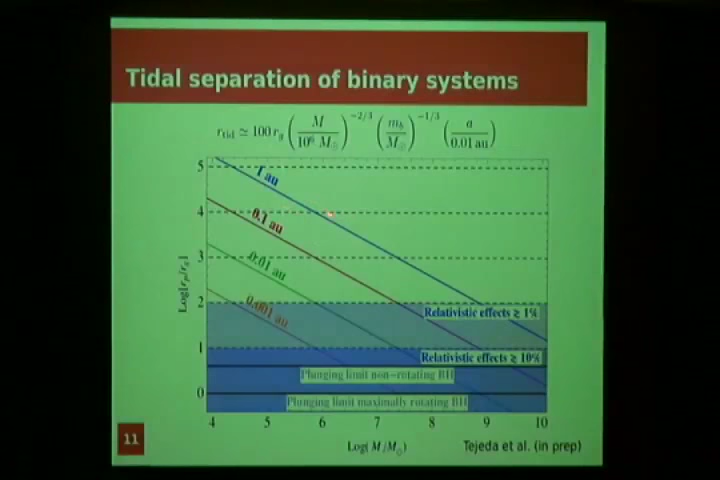 Tidal separation of binary systems
r_tid ≃ 100 r_g (M / 10^6 M_⊙)^−2/3 (m_b / M_⊙)^−1/3 (a / 0.01 au)
5
1 au
4
0.1 au
3
0.01 au
2
0.001 au
Relativistic effects ≳ 1%
1
Relativistic effects ≳ 10%
Plunging limit non-rotating BH
0
Plunging limit maximally rotating BH
4 5 6 7 8 9 10
Log(M/M_⊙)
11
Tejeda et al. (in prep)